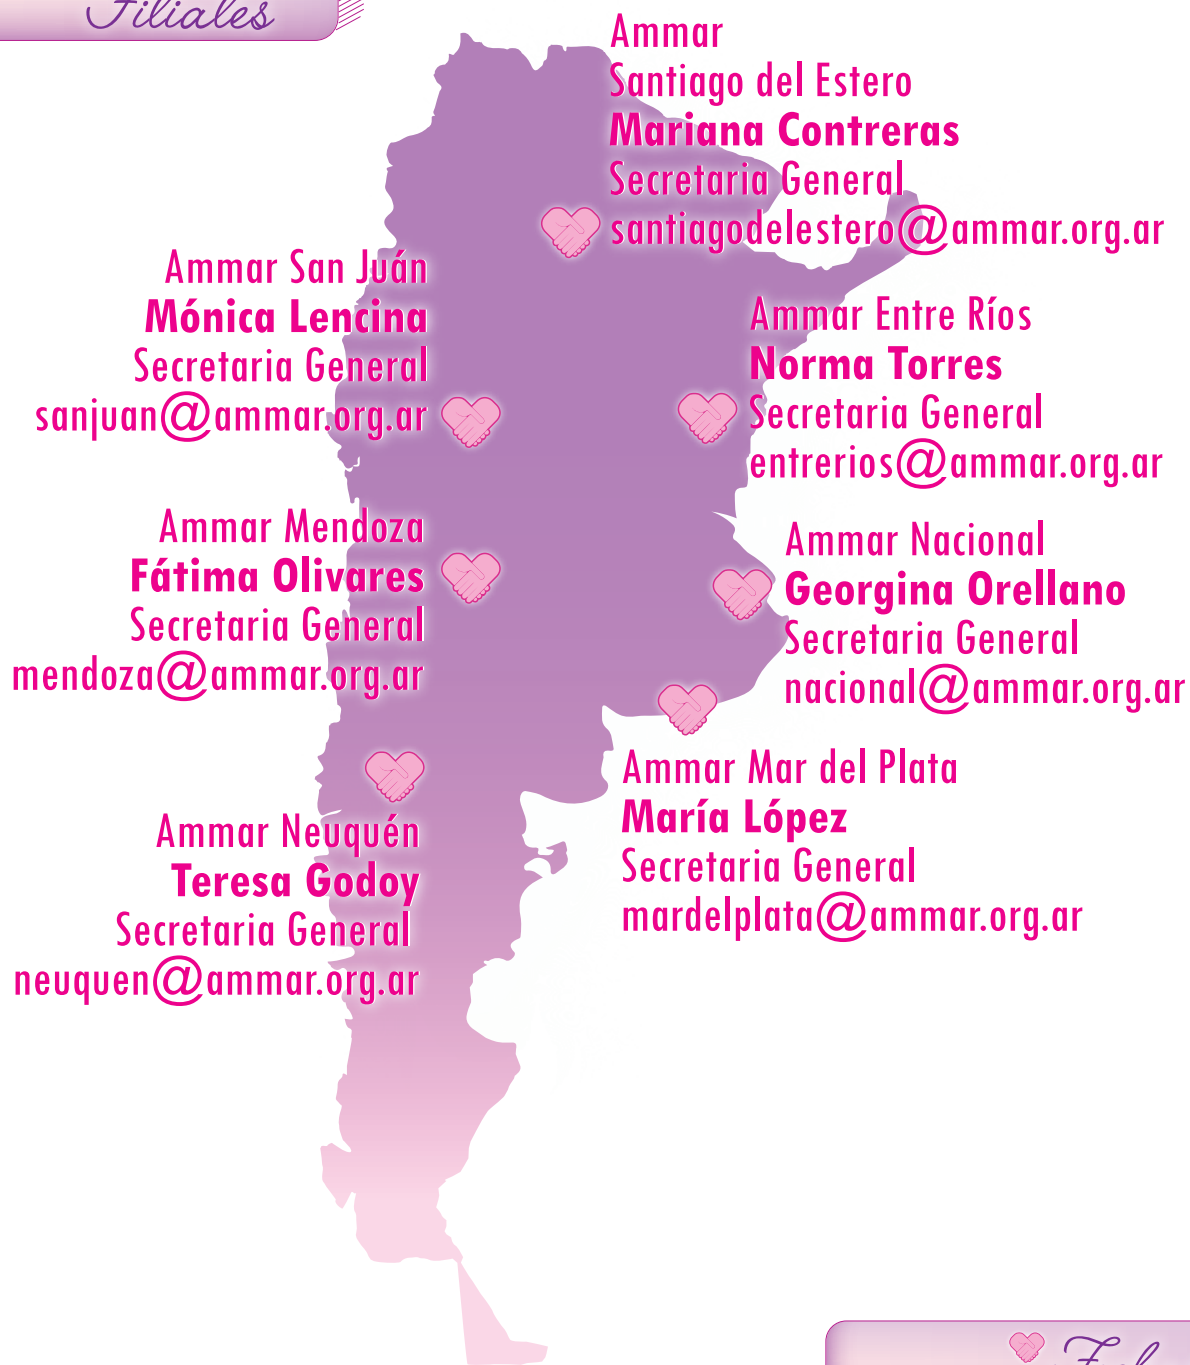 Filiales
Ammar
Santiago del Estero
Mariana Contreras
Secretaria General
santiagodelestero@ammar.org.ar
Ammar San Juán
Mónica Lencina
Secretaria General
sanjuan@ammar.org.ar
Ammar Entre Ríos
Norma Torres
Secretaria General
entrerios@ammar.org.ar
Ammar Mendoza
Fátima Olivares
Secretaria General
mendoza@ammar.org.ar
Ammar Nacional
Georgina Orellano
Secretaria General
nacional@ammar.org.ar
Ammar Neuquén
Teresa Godoy
Secretaria General
neuquen@ammar.org.ar
Ammar Mar del Plata
María López
Secretaria General
mardelplata@ammar.org.ar